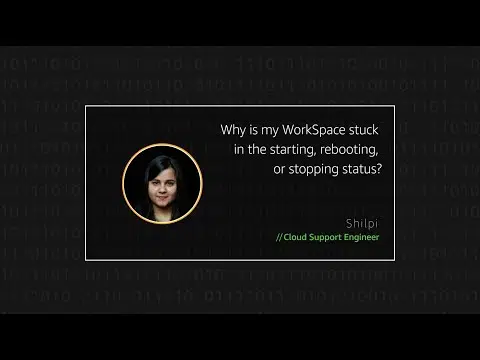 Why is my WorkSpace stuck
in the starting, rebooting,
or stopping status?
Shilpi
//Cloud Support Engineer